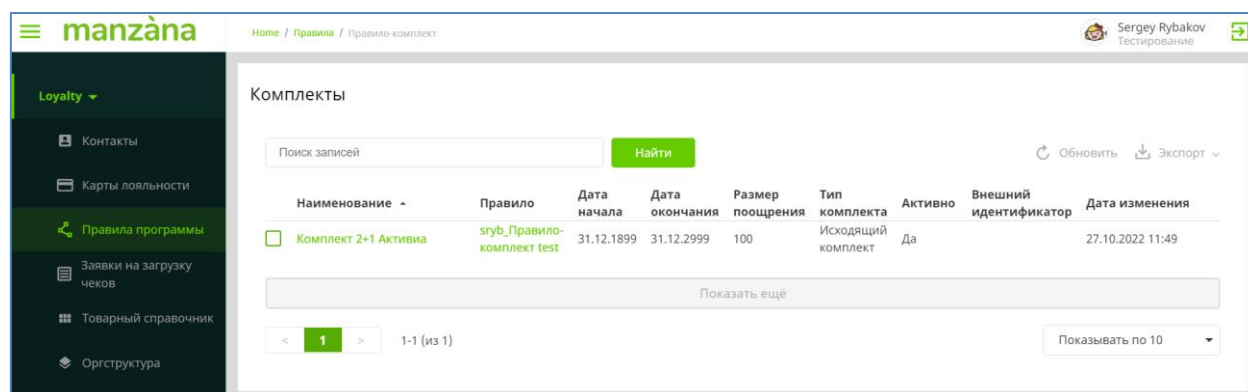 manzàna
Home / Правила / Правило-комплект
Sergey Rybakov
Тестирование
Loyalty
Контакты
Карты лояльности
Правила программы
Заявки на загрузку
чеков
Товарный справочник
Оргструктура
Комплекты
Поиск записей
Найти
Обновить
Экспорт
Наименование
Правило
Дата
начала
Дата
окончания
Размер
поощрения
Тип
комплекта
Активно
Внешний
идентификатор
Дата изменения
Комплект 2+1 Активиа
sryb_Правило-
комплект test
31.12.1899
31.12.2999
100
Исходящий
комплект
Да
27.10.2022 11:49
Показать ещё
< 1 >
1-1 (из 1)
Показывать по 10